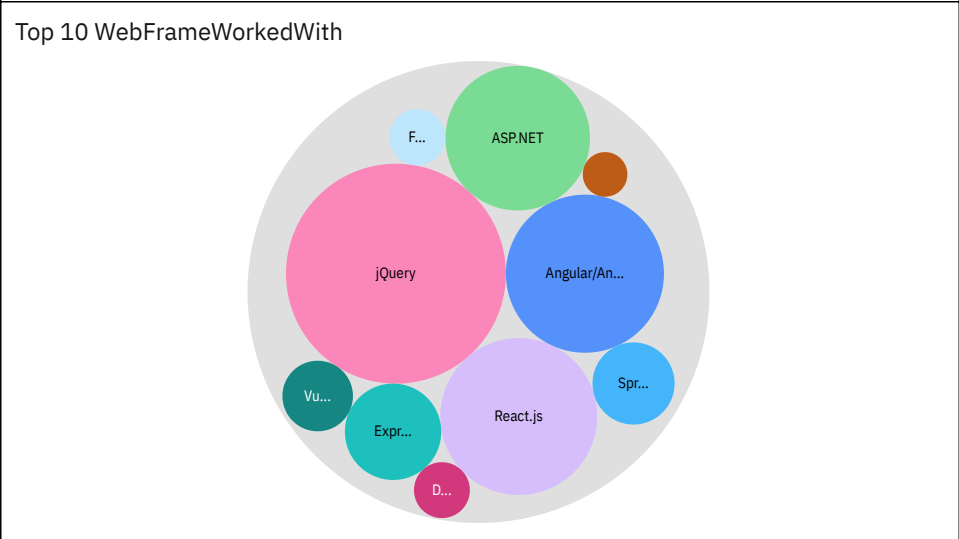 Top 10 WebFrameWorkedWith
F...
ASP.NET
jQuery
Angular/An...
Spr...
Vu...
React.js
Expr...
D...